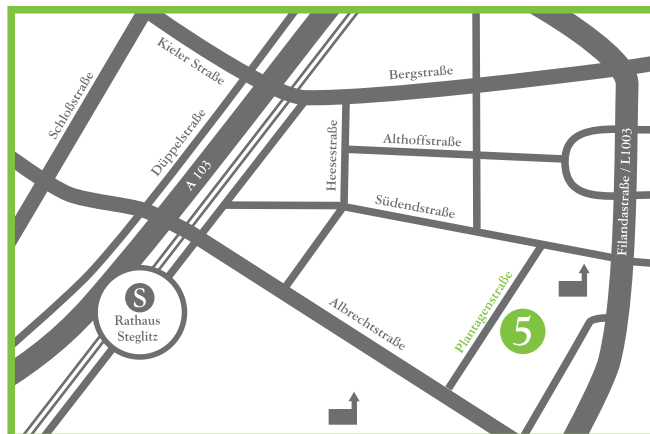 Kieler Straße
Bergstraße
Schloßstraße
Düppelstraße
A 103
Heesestraße
Althoffstraße
Südendstraße
Filandastraße / L1003
S
Rathaus
Steglitz
Albrechtstraße
Plantagenstraße
5